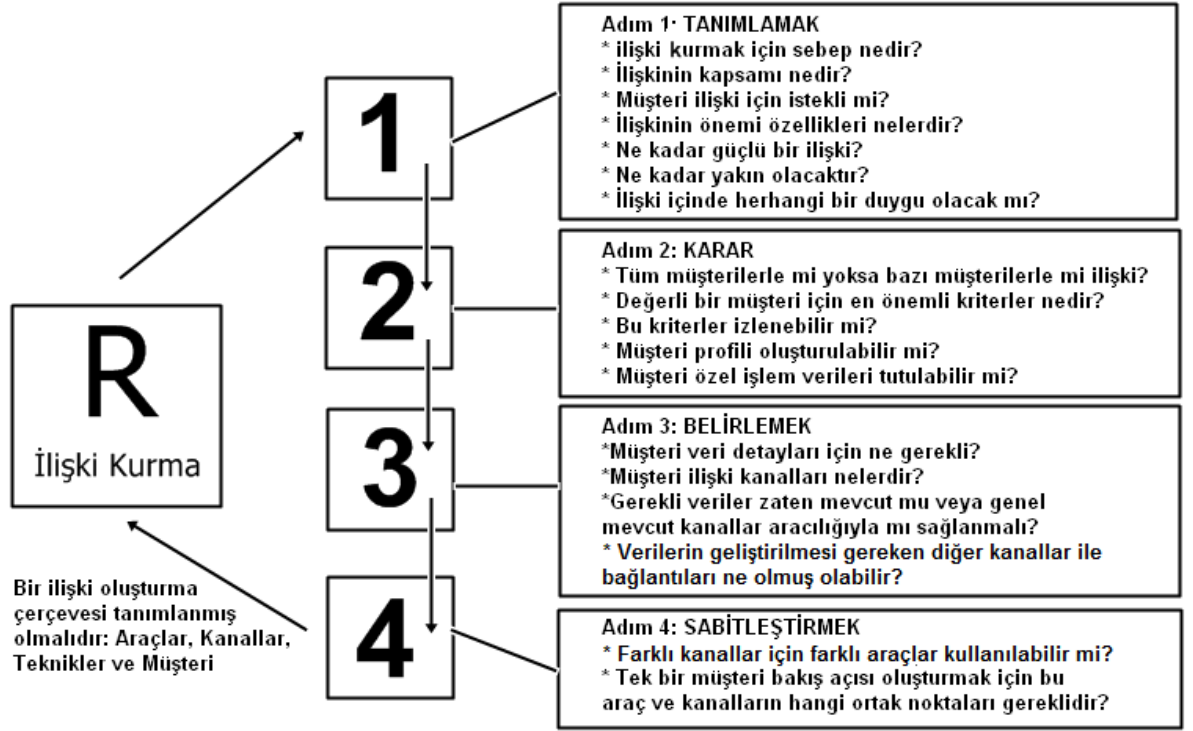 R
İlişki Kurma
Bir ilişki oluşturma
çerçevesi tanımlanmış
olmalıdır: Araçlar, Kanallar,
Teknikler ve Müşteri
1
Adım 1: TANIMLAMAK
* ilişki kurmak için sebep nedir?
* İlişkinin kapsamı nedir?
* Müşteri ilişki için istekli mi?
* İlişkinin önemi özellikleri nelerdir?
* Ne kadar güçlü bir ilişki?
* Ne kadar yakın olacaktır?
* İlişki içinde herhangi bir duygu olacak mı?
2
Adım 2: KARAR
* Tüm müşterilerle mi yoksa bazı müşterilerle mi ilişki?
* Değerli bir müşteri için en önemli kriterler nedir?
* Bu kriterler izlenebilir mi?
* Müşteri profili oluşturulabilir mi?
* Müşteri özel işlem verileri tutulabilir mi?
3
Adım 3: BELİRLEMEK
*Müşteri veri detayları için ne gerekli?
*Müşteri ilişki kanalları nelerdir?
*Gerekli veriler zaten mevcut mu veya genel
mevcut kanallar aracılığıyla mı sağlanmalı?
* Verilerin geliştirilmesi gereken diğer kanallar ile
bağlantıları ne olmuş olabilir?
4
Adım 4: SABİTLEŞTİRMEK
* Farklı kanallar için farklı araçlar kullanılabilir mi?
* Tek bir müşteri bakış açısı oluşturmak için bu
araç ve kanalların hangi ortak noktaları gereklidir?